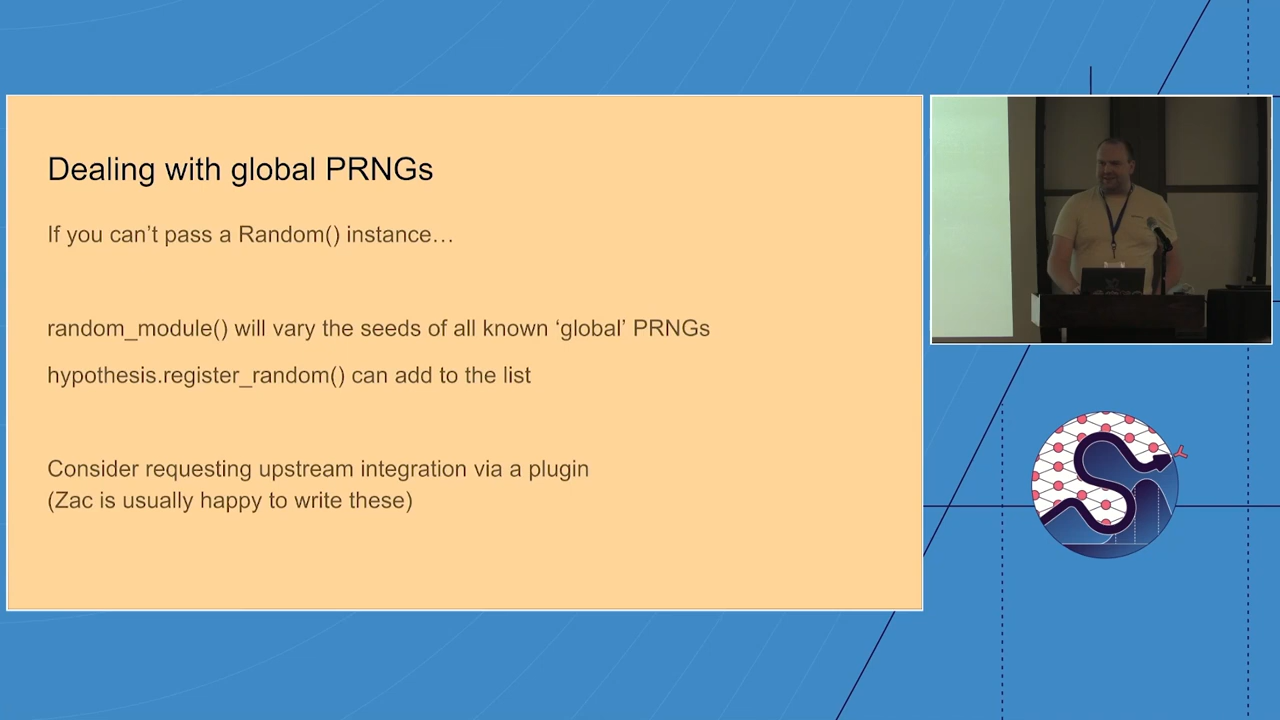 Dealing with global PRNGs
If you can’t pass a Random() instance…
random_module() will vary the seeds of all known ‘global’ PRNGs
hypothesis.register_random() can add to the list
Consider requesting upstream integration via a plugin
(Zac is usually happy to write these)